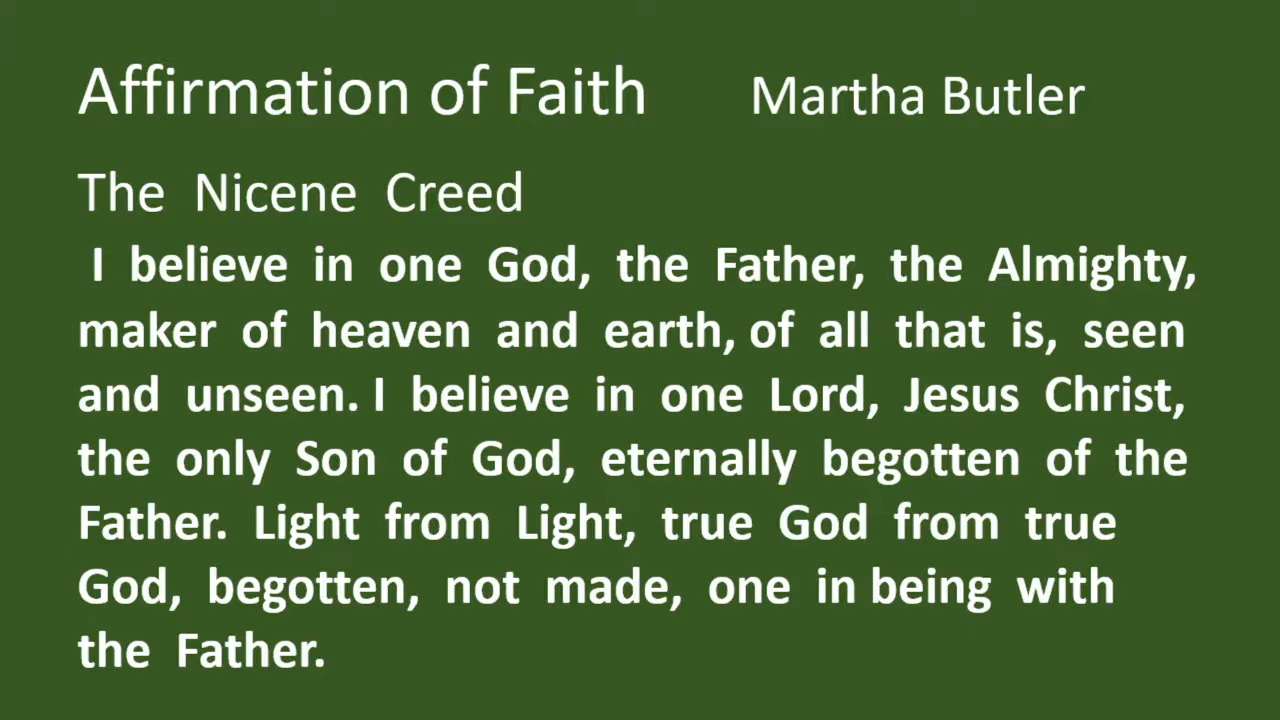 Affirmation of Faith Martha Butler
The Nicene Creed
I believe in one God, the Father, the Almighty,
maker of heaven and earth, of all that is, seen
and unseen. I believe in one Lord, Jesus Christ,
the only Son of God, eternally begotten of the
Father. Light from Light, true God from true
God, begotten, not made, one in being with
the Father.